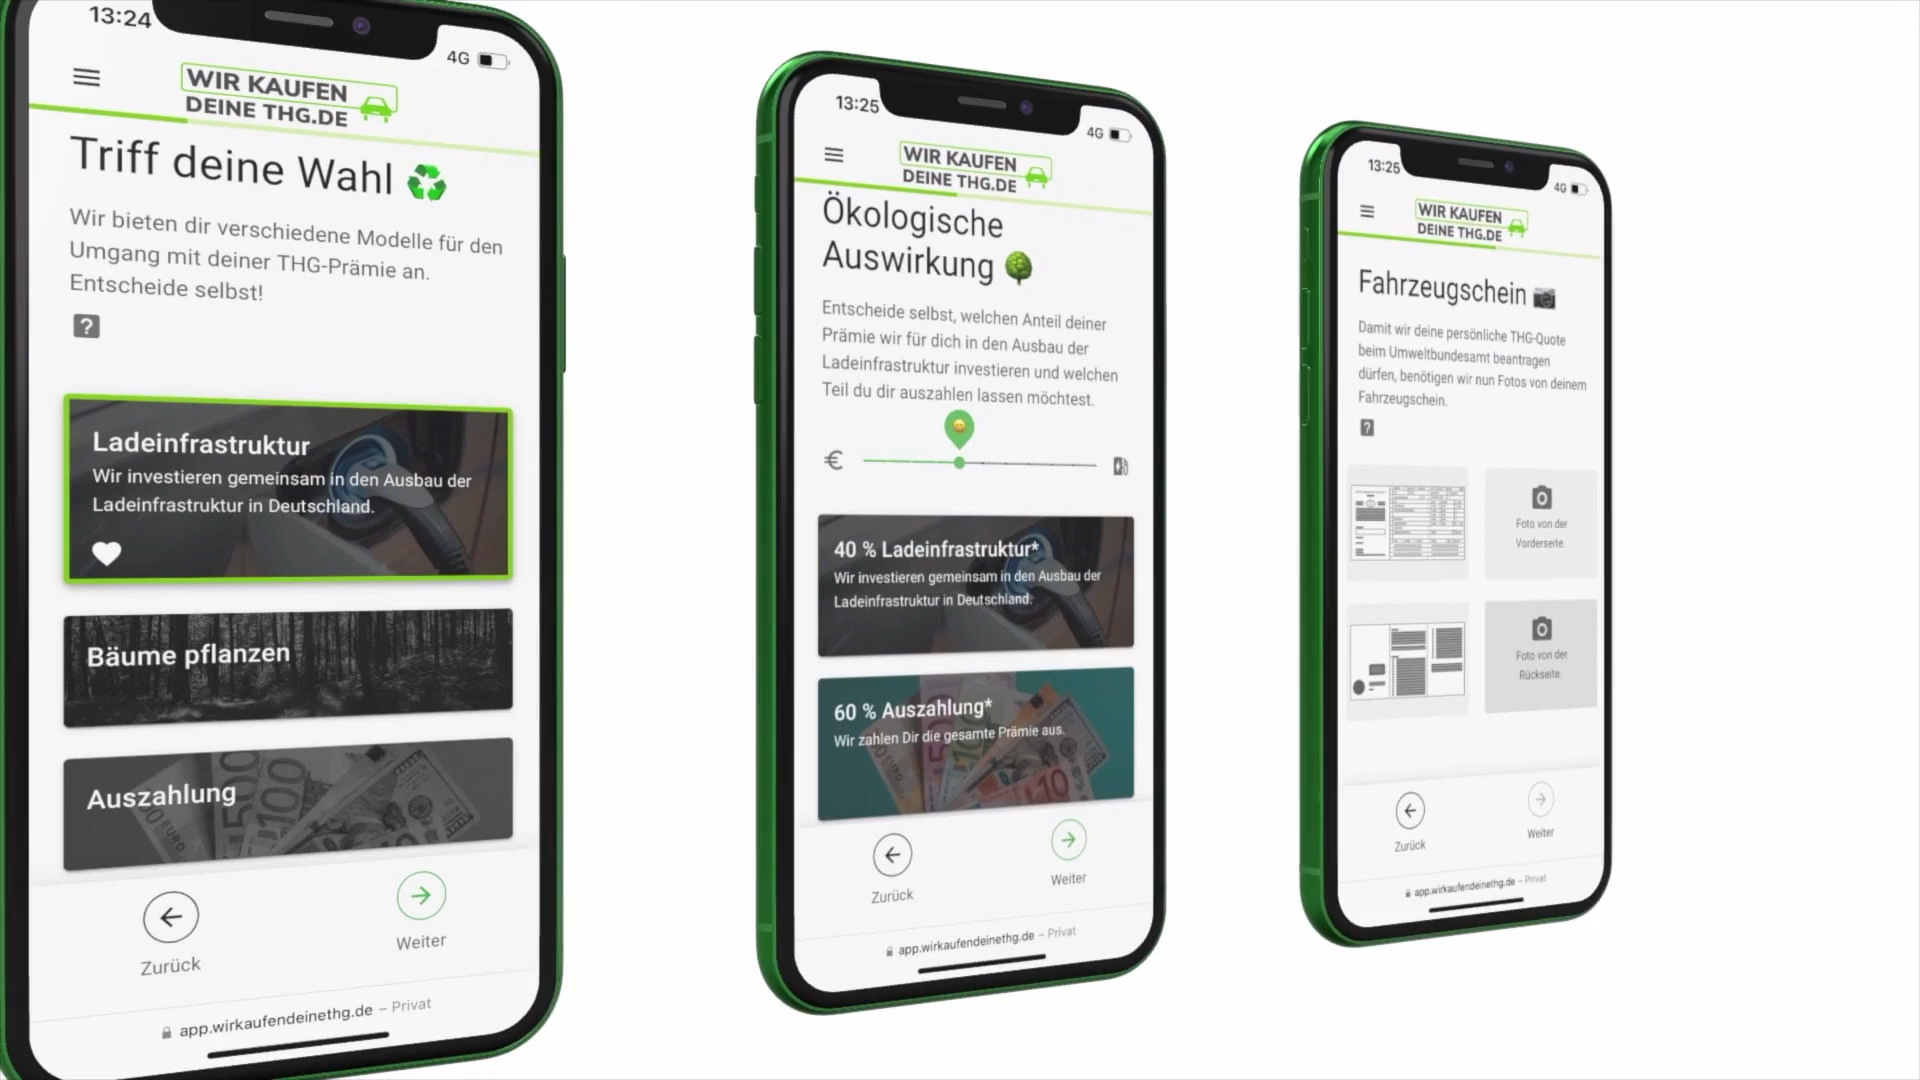 13:24
4G
WIR KAUFEN
DEINE THG.DE
Triff deine Wahl
Wir bieten dir verschiedene Modelle für den
Umgang mit deiner THG-Prämie an.
Entscheide selbst!
?
Ladeinfrastruktur
Wir investieren gemeinsam in den Ausbau der
Ladeinfrastruktur in Deutschland.
Bäume pflanzen
Auszahlung
Zurück
Weiter
app.wirkaufendeinethg.de – Privat
13:25
4G
WIR KAUFEN
DEINE THG.DE
Ökologische
Auswirkung
Entscheide selbst, welchen Anteil deiner
Prämie wir für dich in den Ausbau der
Ladeinfrastruktur investieren und welchen
Teil du dir auszahlen lassen möchtest.
€
40 % Ladeinfrastruktur*
Wir investieren gemeinsam in den Ausbau der
Ladeinfrastruktur in Deutschland.
60 % Auszahlung*
Wir zahlen Dir die gesamte Prämie aus.
Zurück
Weiter
app.wirkaufendeinethg.de – Privat
13:25
4G
WIR KAUFEN
DEINE THG.DE
Fahrzeugschein
Damit wir deine persönliche THG-Quote
beim Umweltbundesamt beantragen
dürfen, benötigen wir nun Fotos von deinem
Fahrzeugschein.
?
Foto von der
Vorderseite.
Foto von der
Rückseite.
Zurück
Weiter
app.wirkaufendeinethg.de – Privat